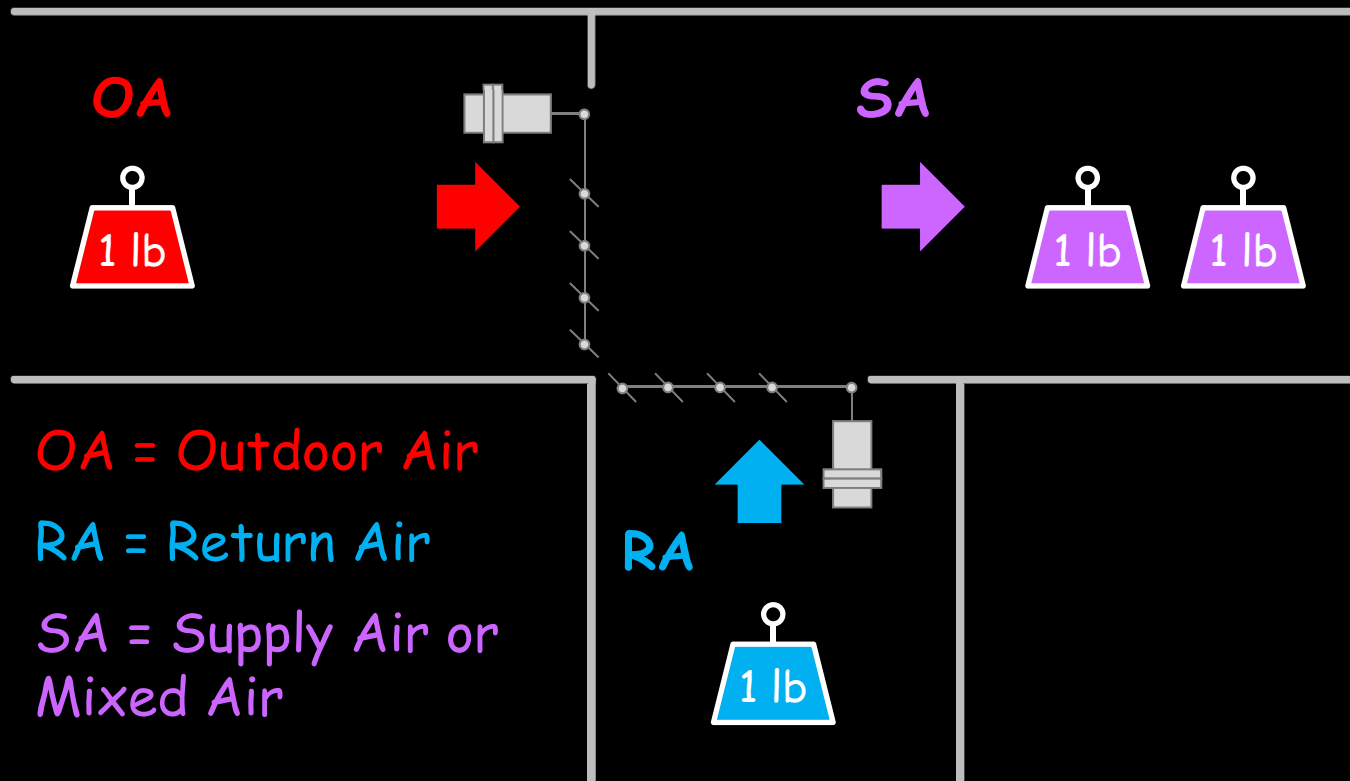 OA
SA
1 lb
1 lb
1 lb
OA = Outdoor Air
RA = Return Air
RA
SA = Supply Air or
Mixed Air
1 lb